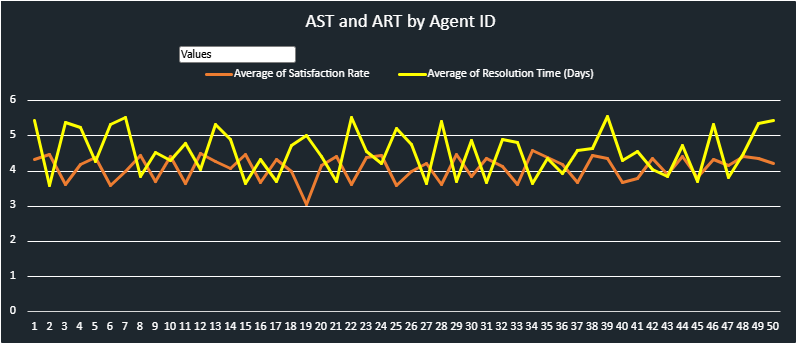 AST and ART by Agent ID
Values
Average of Satisfaction Rate Average of Resolution Time (Days)
6
5
4
3
2
1
0
1 2 3 4 5 6 7 8 9 10 11 12 13 14 15 16 17 18 19 20 21 22 23 24 25 26 27 28 29 30 31 32 33 34 35 36 37 38 39 40 41 42 43 44 45 46 47 48 49 50